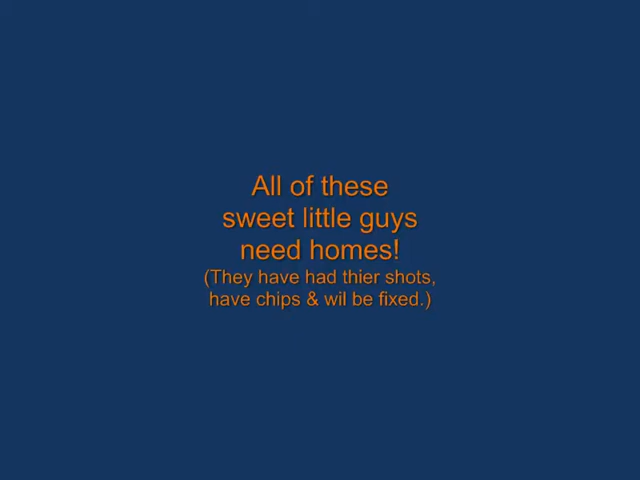 All of these
sweet little guys
need homes!
(They have had thier shots,
have chips & wil be fixed.)